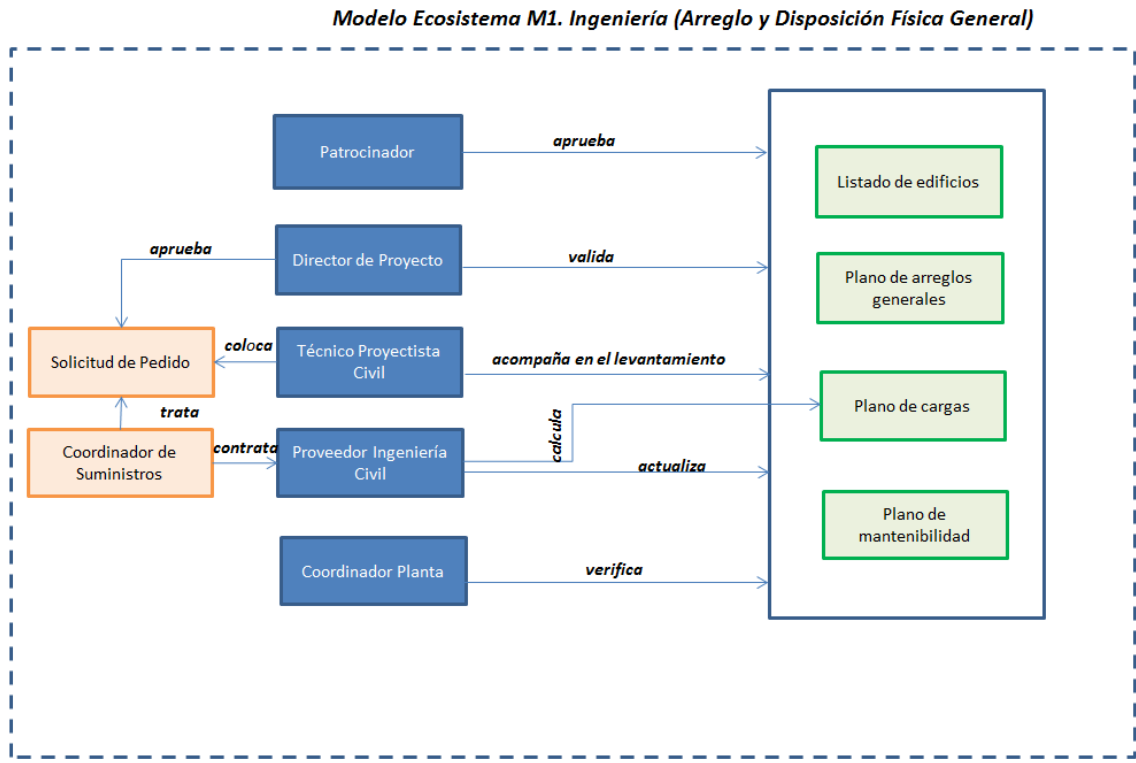 Modelo Ecosistema M1. Ingeniería (Arreglo y Disposición Física General)
Patrocinador
aprueba
Listado de edificios
aprueba
Director de Proyecto
valida
Plano de arreglos
generales
Solicitud de Pedido
coloca
Técnico Proyectista
Civil
acompaña en el levantamiento
Plano de cargas
trata
calcula
Coordinador de
Suministros
contrata
Proveedor Ingeniería
Civil
actualiza
Plano de
mantenibilidad
Coordinador Planta
verifica